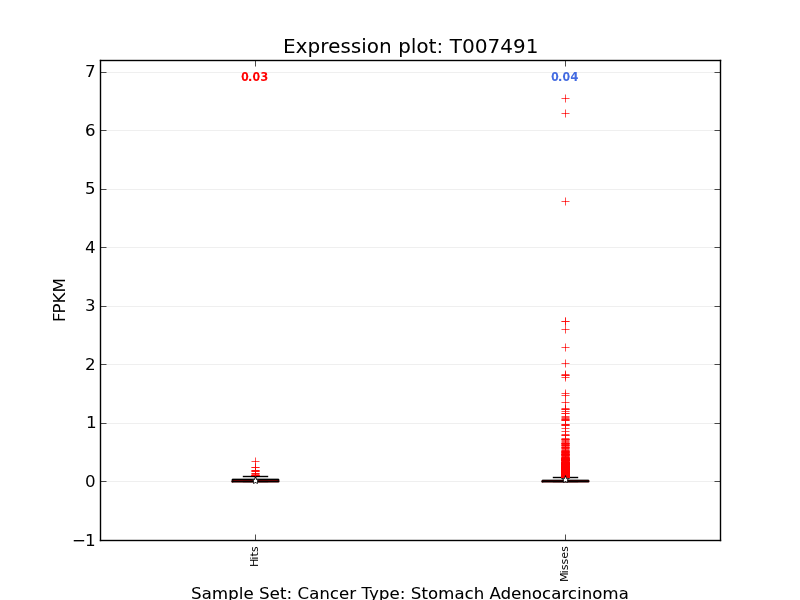 Expression plot: T007491
0.03
0.04
7
6
5
4
3
2
1
0
−1
FPKM
Hits
Misses
Sample Set: Cancer Type: Stomach Adenocarcinoma